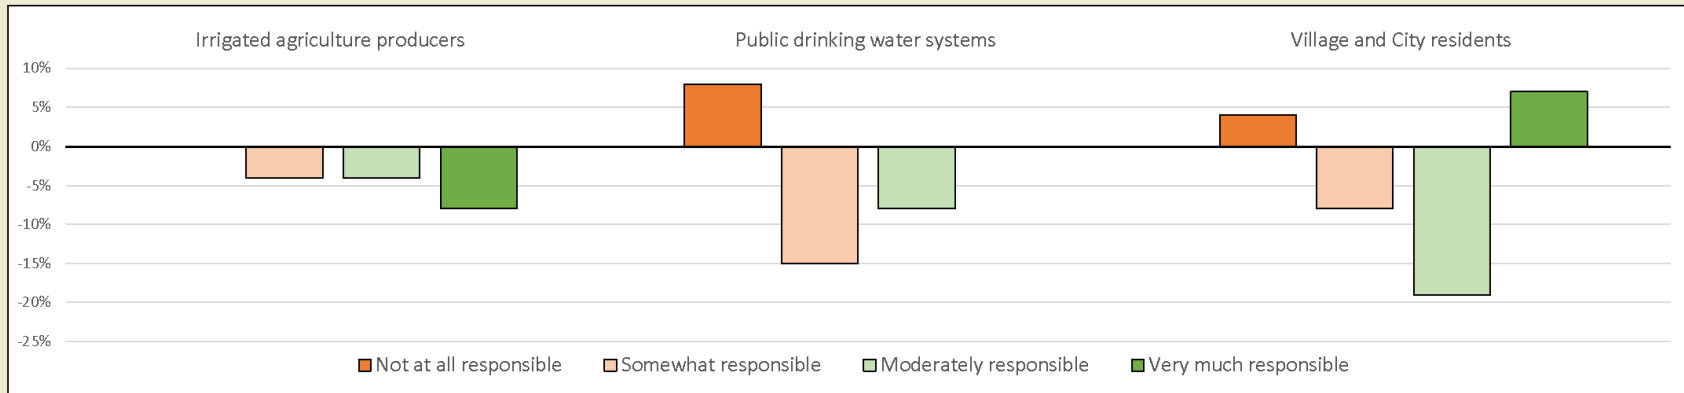 Irrigated agriculture producers
Public drinking water systems
Village and City residents
10%
5%
0%
-5%
-10%
-15%
-20%
-25%
Not at all responsible
Somewhat responsible
Moderately responsible
Very much responsible